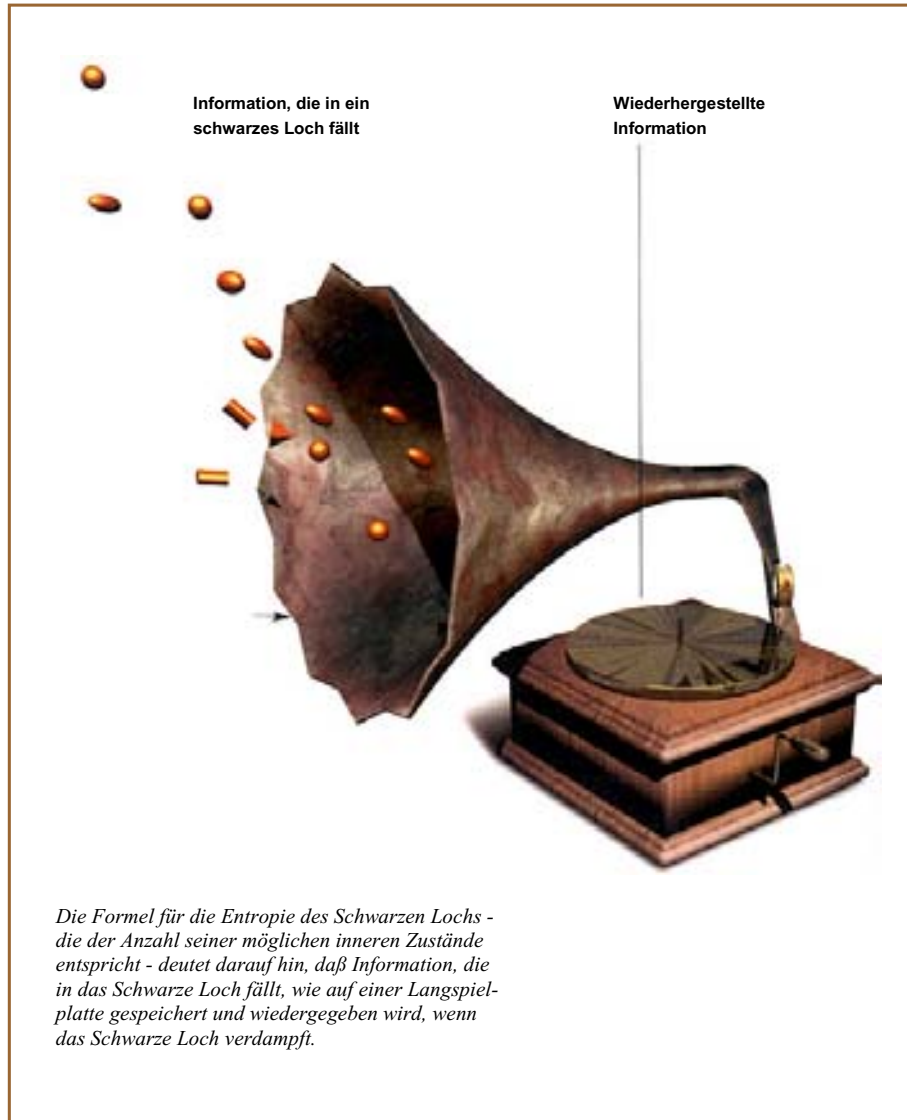 Information, die in ein
schwarzes Loch fällt
Wiederhergestellte
Information
Die Formel für die Entropie des Schwarzen Lochs -
die der Anzahl seiner möglichen inneren Zustände
entspricht - deutet darauf hin, daß Information, die
in das Schwarze Loch fällt, wie auf einer Langspiel-
platte gespeichert und wiedergegeben wird, wenn
das Schwarze Loch verdampft.